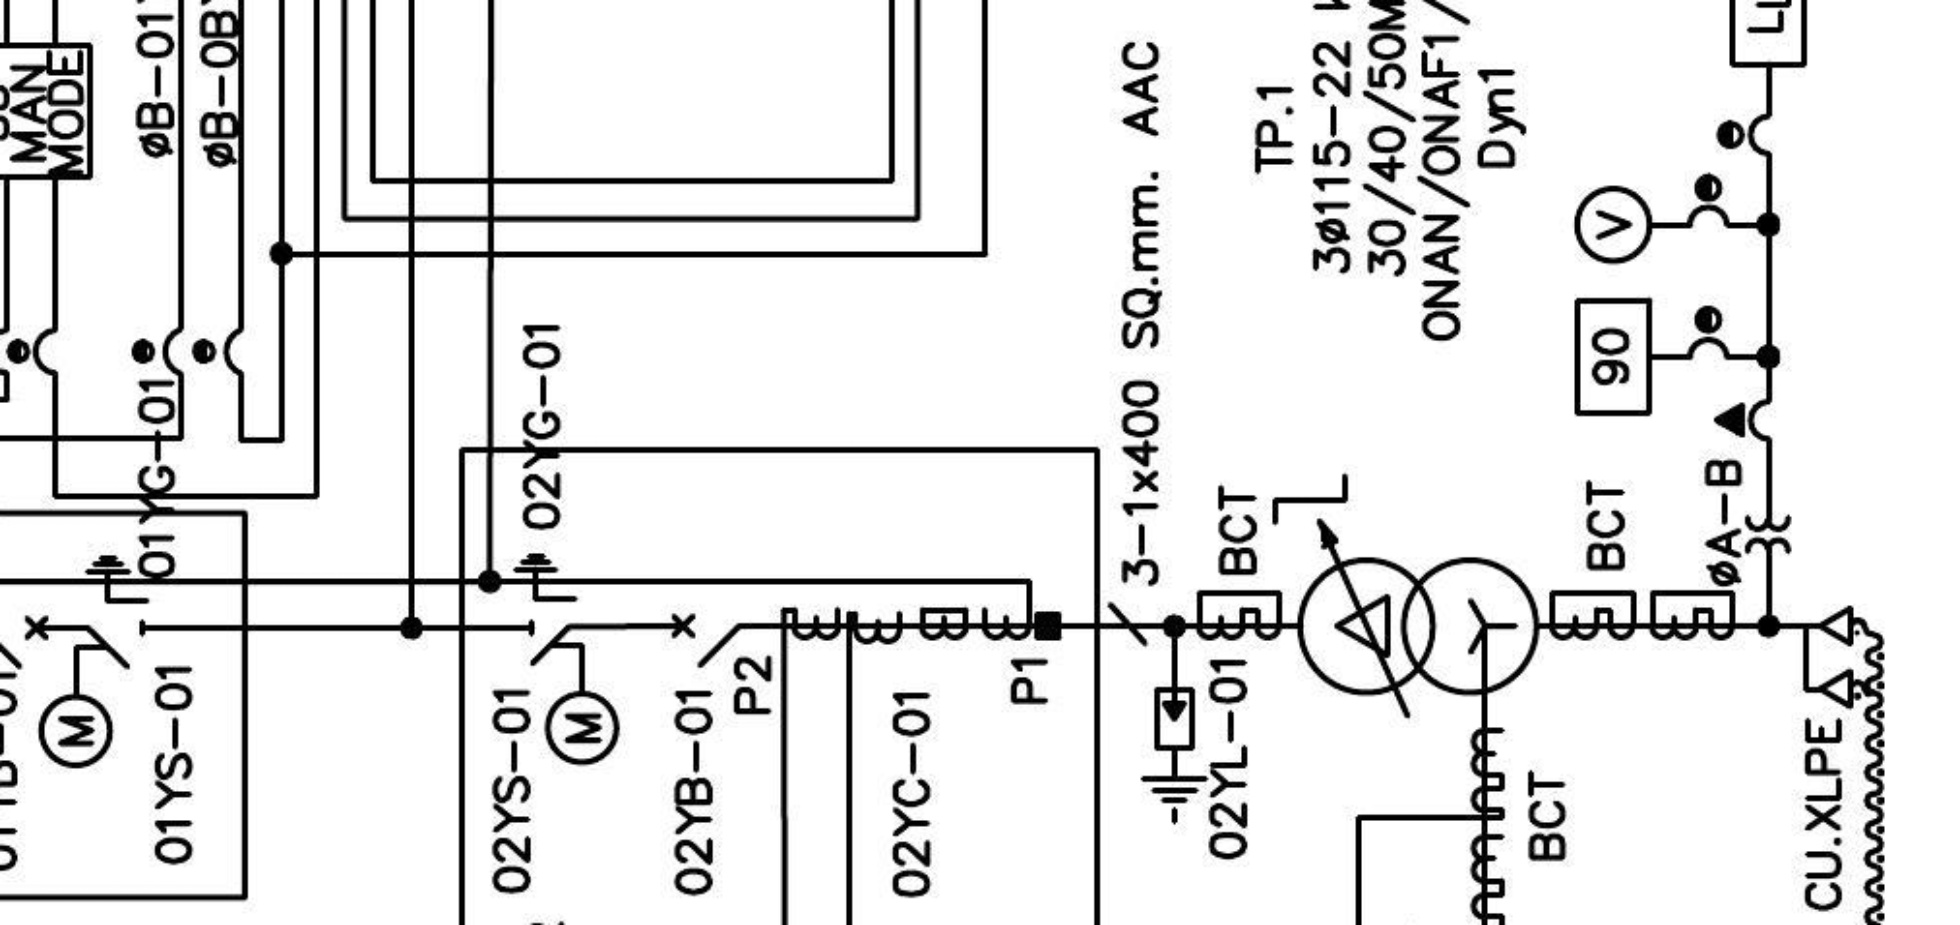 MAN
MODE
øB-01
øB-0B
01YG-01
02YG-01
3-1x400 SQ.mm. AAC
TP.1
3ø115-22
30/40/50M
ONAN/ONAF1/
Dyn1
V
90
BCT
BCT
øA-B
M
01YS-01
02YS-01
M
02YB-01
P2
02YC-01
P1
02YL-01
BCT
CU.XLPE